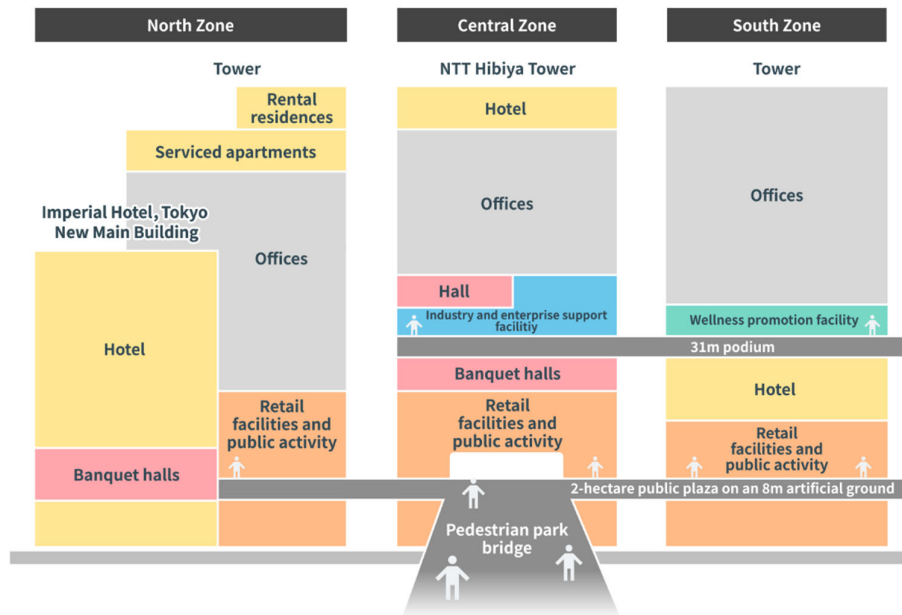 North Zone
Central Zone
South Zone
Tower
NTT Hibiya Tower
Tower
Rental
residences
Serviced apartments
Imperial Hotel, Tokyo
New Main Building
Offices
Hotel
Retail
facilities and
public activity
Banquet halls
Hotel
Offices
Hall
Industry and enterprise support
facilitiy
31m podium
Banquet halls
Retail
facilities and
public activity
Pedestrian park
bridge
Offices
Wellness promotion facility
Hotel
Retail
facilities and
public activity
2-hectare public plaza on an 8m artificial ground